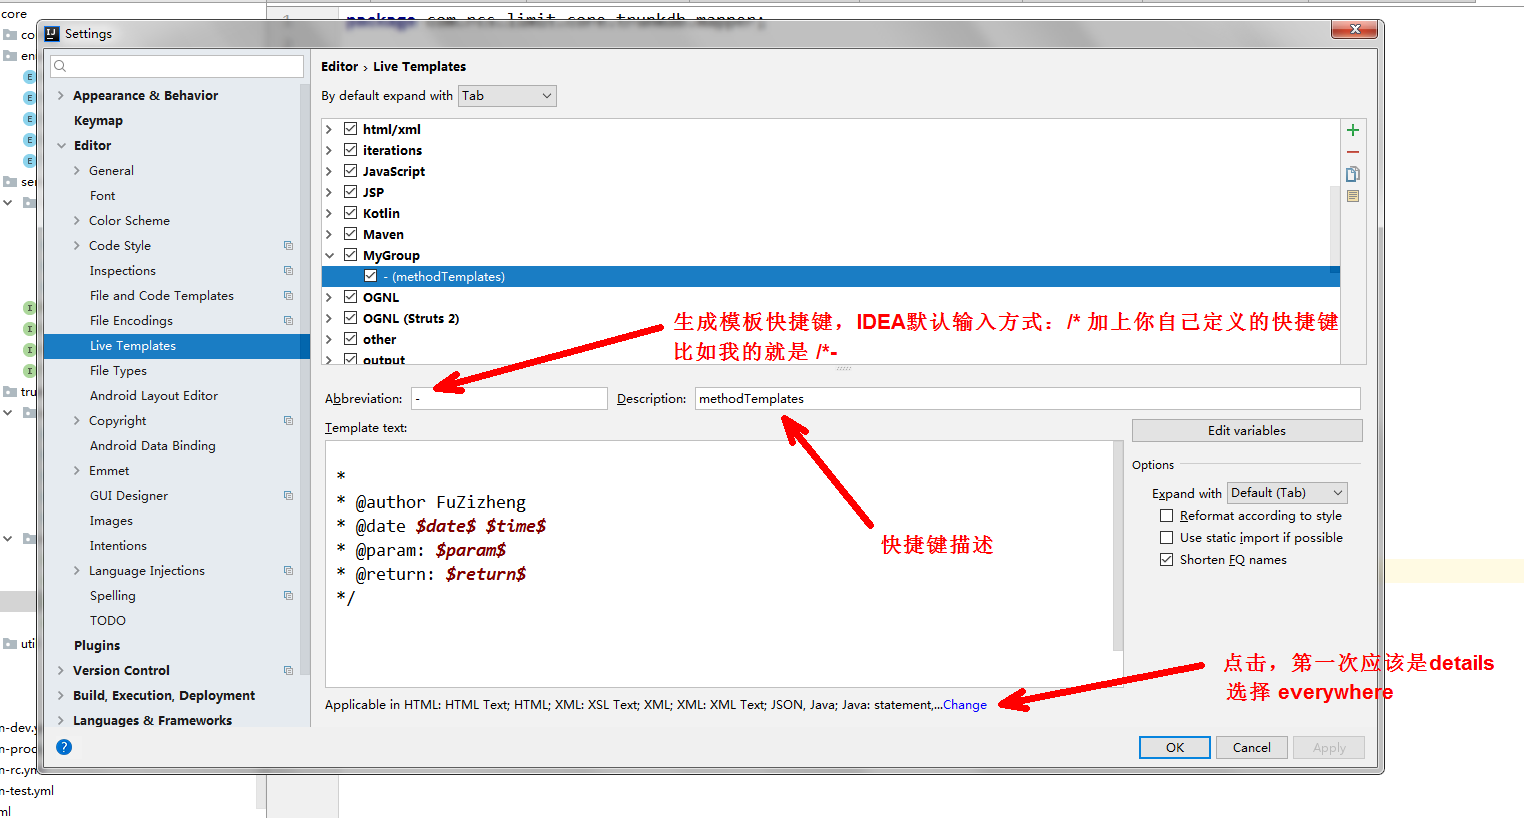 core
package com.pcs.limit.core.trunkdb.mapper;
1
Settings
co
en
E
E
E
E
E
ser
I
I
I
I
tru
uti
n-dev.y
n-proc
n-rc.yn
n-test.yml
ml
Appearance & Behavior
Keymap
Editor
General
Font
Color Scheme
Code Style
Inspections
File and Code Templates
File Encodings
Live Templates
File Types
Android Layout Editor
Copyright
Android Data Binding
Emmet
GUI Designer
Images
Intentions
Language Injections
Spelling
TODO
Plugins
Version Control
Build, Execution, Deployment
Languages & Frameworks
?
Editor › Live Templates
By default expand with Tab
html/xml
iterations
JavaScript
JSP
Kotlin
Maven
MyGroup
- (methodTemplates)
OGNL
OGNL (Struts 2)
other
output
生成模板快捷键，IDEA默认输入方式：/* 加上你自己定义的快捷键
比如我的就是 /*-
Abbreviation: - Description: methodTemplates
Template text:
*
* @author FuZizheng
* @date $date$ $time$
* @param: $param$
* @return: $return$
*/
快捷键描述
Edit variables
Options
Expand with Default (Tab)
Reformat according to style
Use static import if possible
Shorten FQ names
点击，第一次应该是details
选择 everywhere
Applicable in HTML: HTML Text; HTML; XML: XSL Text; XML; XML: XML Text; JSON, Java; Java: statement,...Change
OK Cancel Apply